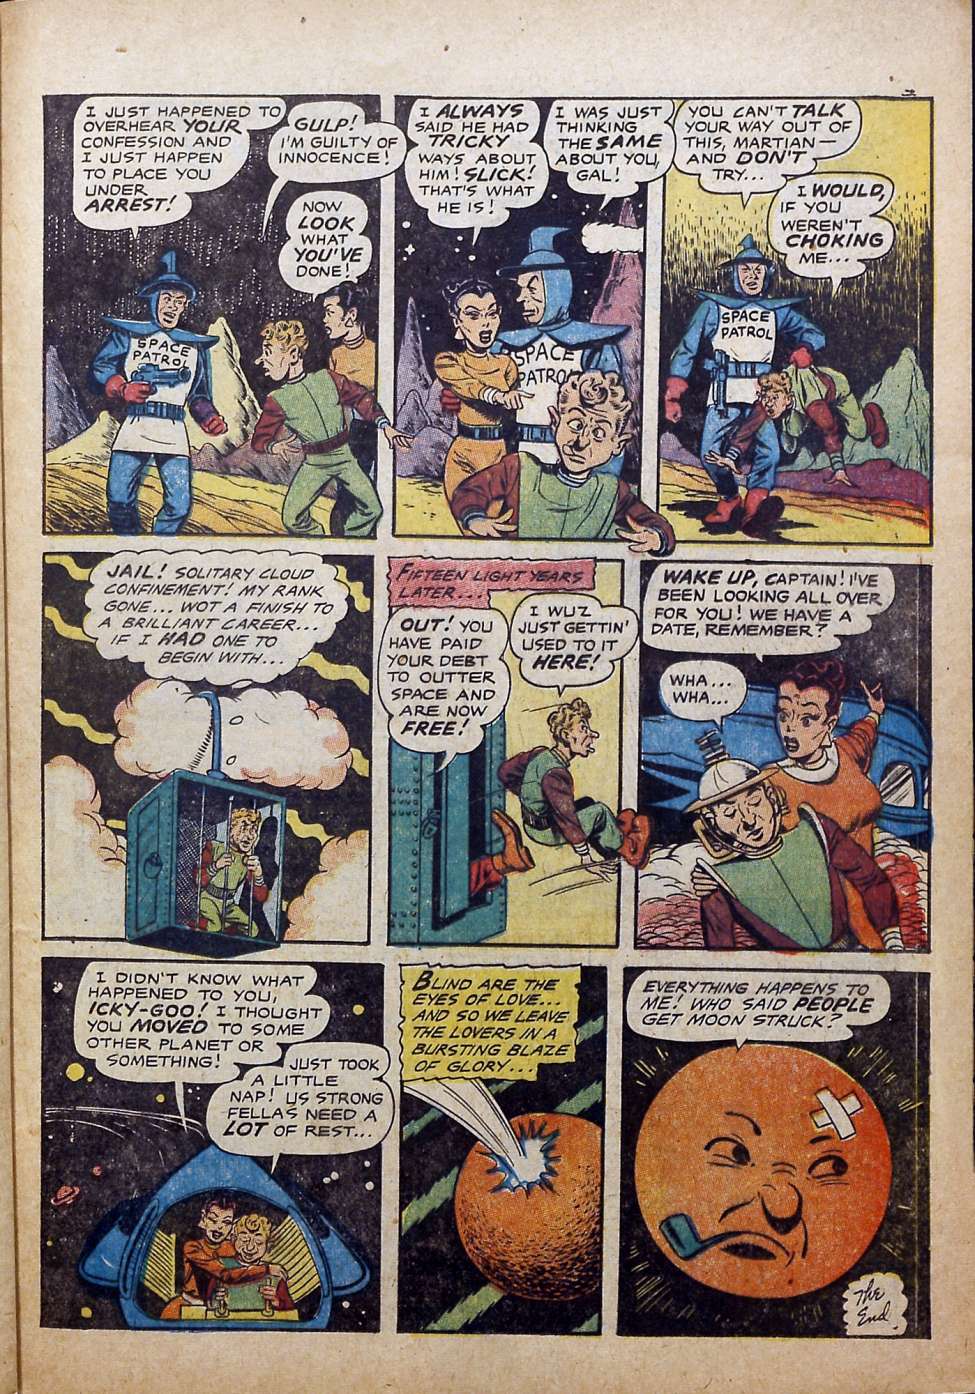 I JUST HAPPENED TO
OVERHEAR YOUR
CONFESSION AND
I JUST HAPPEN
TO PLACE YOU
UNDER
ARREST!
GULP!
I'M GUILTY OF
INNOCENCE!
NOW
LOOK
WHAT
YOU'VE
DONE!
SPACE
PATROL
I ALWAYS
SAID HE HAD
TRICKY
WAYS ABOUT
HIM! SLICK!
THAT'S WHAT
HE IS!
I WAS JUST
THINKING
THE SAME
ABOUT YOU,
GAL!
SPACE
PATROL
YOU CAN'T TALK
YOUR WAY OUT OF
THIS, MARTIAN—
AND DON'T
TRY...
I WOULD,
IF YOU
WEREN'T
CHOKING
ME...
SPACE
PATROL
JAIL! SOLITARY CLOUD
CONFINEMENT! MY RANK
GONE... WOT A FINISH TO
A BRILLIANT CAREER...
IF I HAD ONE TO
BEGIN WITH...
FIFTEEN LIGHT YEARS
LATER...
OUT! YOU
HAVE PAID
YOUR DEBT
TO OUTTER
SPACE AND
ARE NOW
FREE!
I WUZ
JUST GETTIN'
USED TO IT
HERE!
WAKE UP, CAPTAIN! I'VE
BEEN LOOKING ALL OVER
FOR YOU! WE HAVE A
DATE, REMEMBER?
WHA...
WHA...
I DIDN'T KNOW WHAT
HAPPENED TO YOU,
ICKY-GOO! I THOUGHT
YOU MOVED TO SOME
OTHER PLANET OR
SOMETHING!
JUST TOOK
A LITTLE
NAP! US STRONG
FELLAS NEED A
LOT OF REST...
BLIND ARE THE
EYES OF LOVE...
AND SO WE LEAVE
THE LOVERS IN A
BURSTING BLAZE
OF GLORY...
EVERYTHING HAPPENS TO
ME! WHO SAID PEOPLE
GET MOON STRUCK?
The
End.